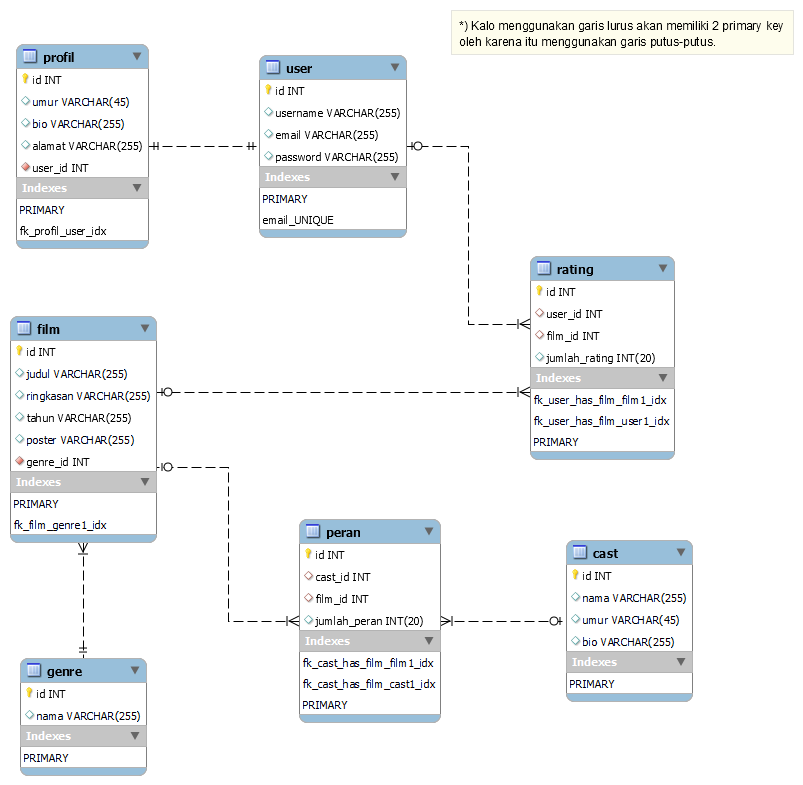 *) Kalo menggunakan garis lurus akan memiliki 2 primary key
oleh karena itu menggunakan garis putus-putus.
profil
id INT
umur VARCHAR(45)
bio VARCHAR(255)
alamat VARCHAR(255)
user_id INT
Indexes
PRIMARY
fk_profil_user_idx
user
id INT
username VARCHAR(255)
email VARCHAR(255)
password VARCHAR(255)
Indexes
PRIMARY
email_UNIQUE
rating
id INT
user_id INT
film_id INT
jumlah_rating INT(20)
Indexes
fk_user_has_film_film1_idx
fk_user_has_film_user1_idx
PRIMARY
film
id INT
judul VARCHAR(255)
ringkasan VARCHAR(255)
tahun VARCHAR(255)
poster VARCHAR(255)
genre_id INT
Indexes
PRIMARY
fk_film_genre1_idx
peran
id INT
cast_id INT
film_id INT
jumlah_peran INT(20)
Indexes
fk_cast_has_film_film1_idx
fk_cast_has_film_cast1_idx
PRIMARY
cast
id INT
nama VARCHAR(255)
umur VARCHAR(45)
bio VARCHAR(255)
Indexes
PRIMARY
genre
id INT
nama VARCHAR(255)
Indexes
PRIMARY